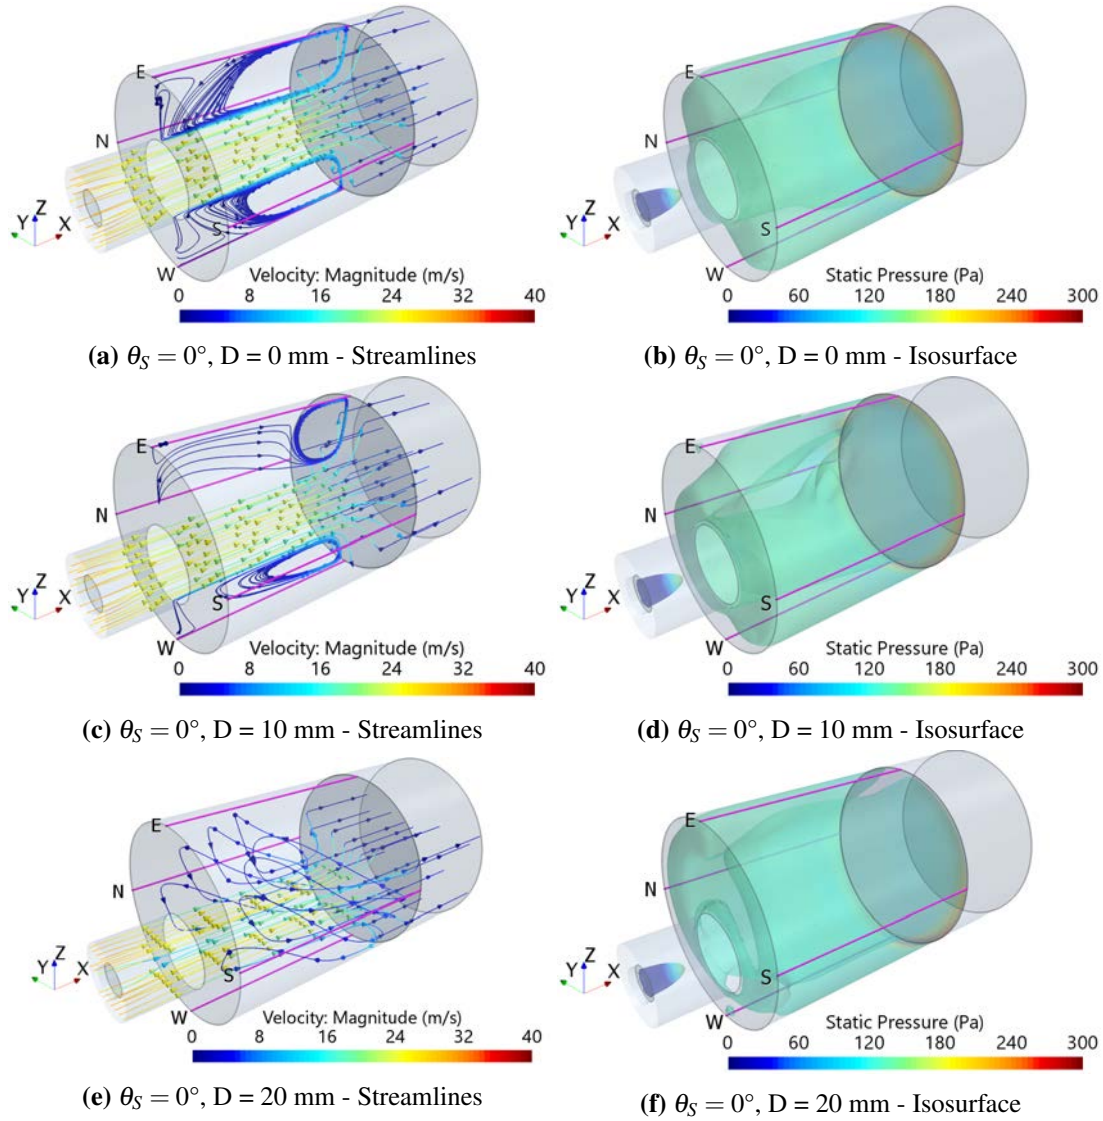 E
N
S
W
Z
Y X
Velocity: Magnitude (m/s)
0 8 16 24 32 40
(a) θS = 0°, D = 0 mm - Streamlines
E
N
S
W
Z
Y X
Static Pressure (Pa)
0 60 120 180 240 300
(b) θS = 0°, D = 0 mm - Isosurface
E
N
S
W
Z
Y X
Velocity: Magnitude (m/s)
0 8 16 24 32 40
(c) θS = 0°, D = 10 mm - Streamlines
E
N
S
W
Z
Y X
Static Pressure (Pa)
0 60 120 180 240 300
(d) θS = 0°, D = 10 mm - Isosurface
E
N
S
W
Z
Y X
Velocity: Magnitude (m/s)
0 8 16 24 32 40
(e) θS = 0°, D = 20 mm - Streamlines
E
N
S
W
Z
Y X
Static Pressure (Pa)
0 60 120 180 240 300
(f) θS = 0°, D = 20 mm - Isosurface